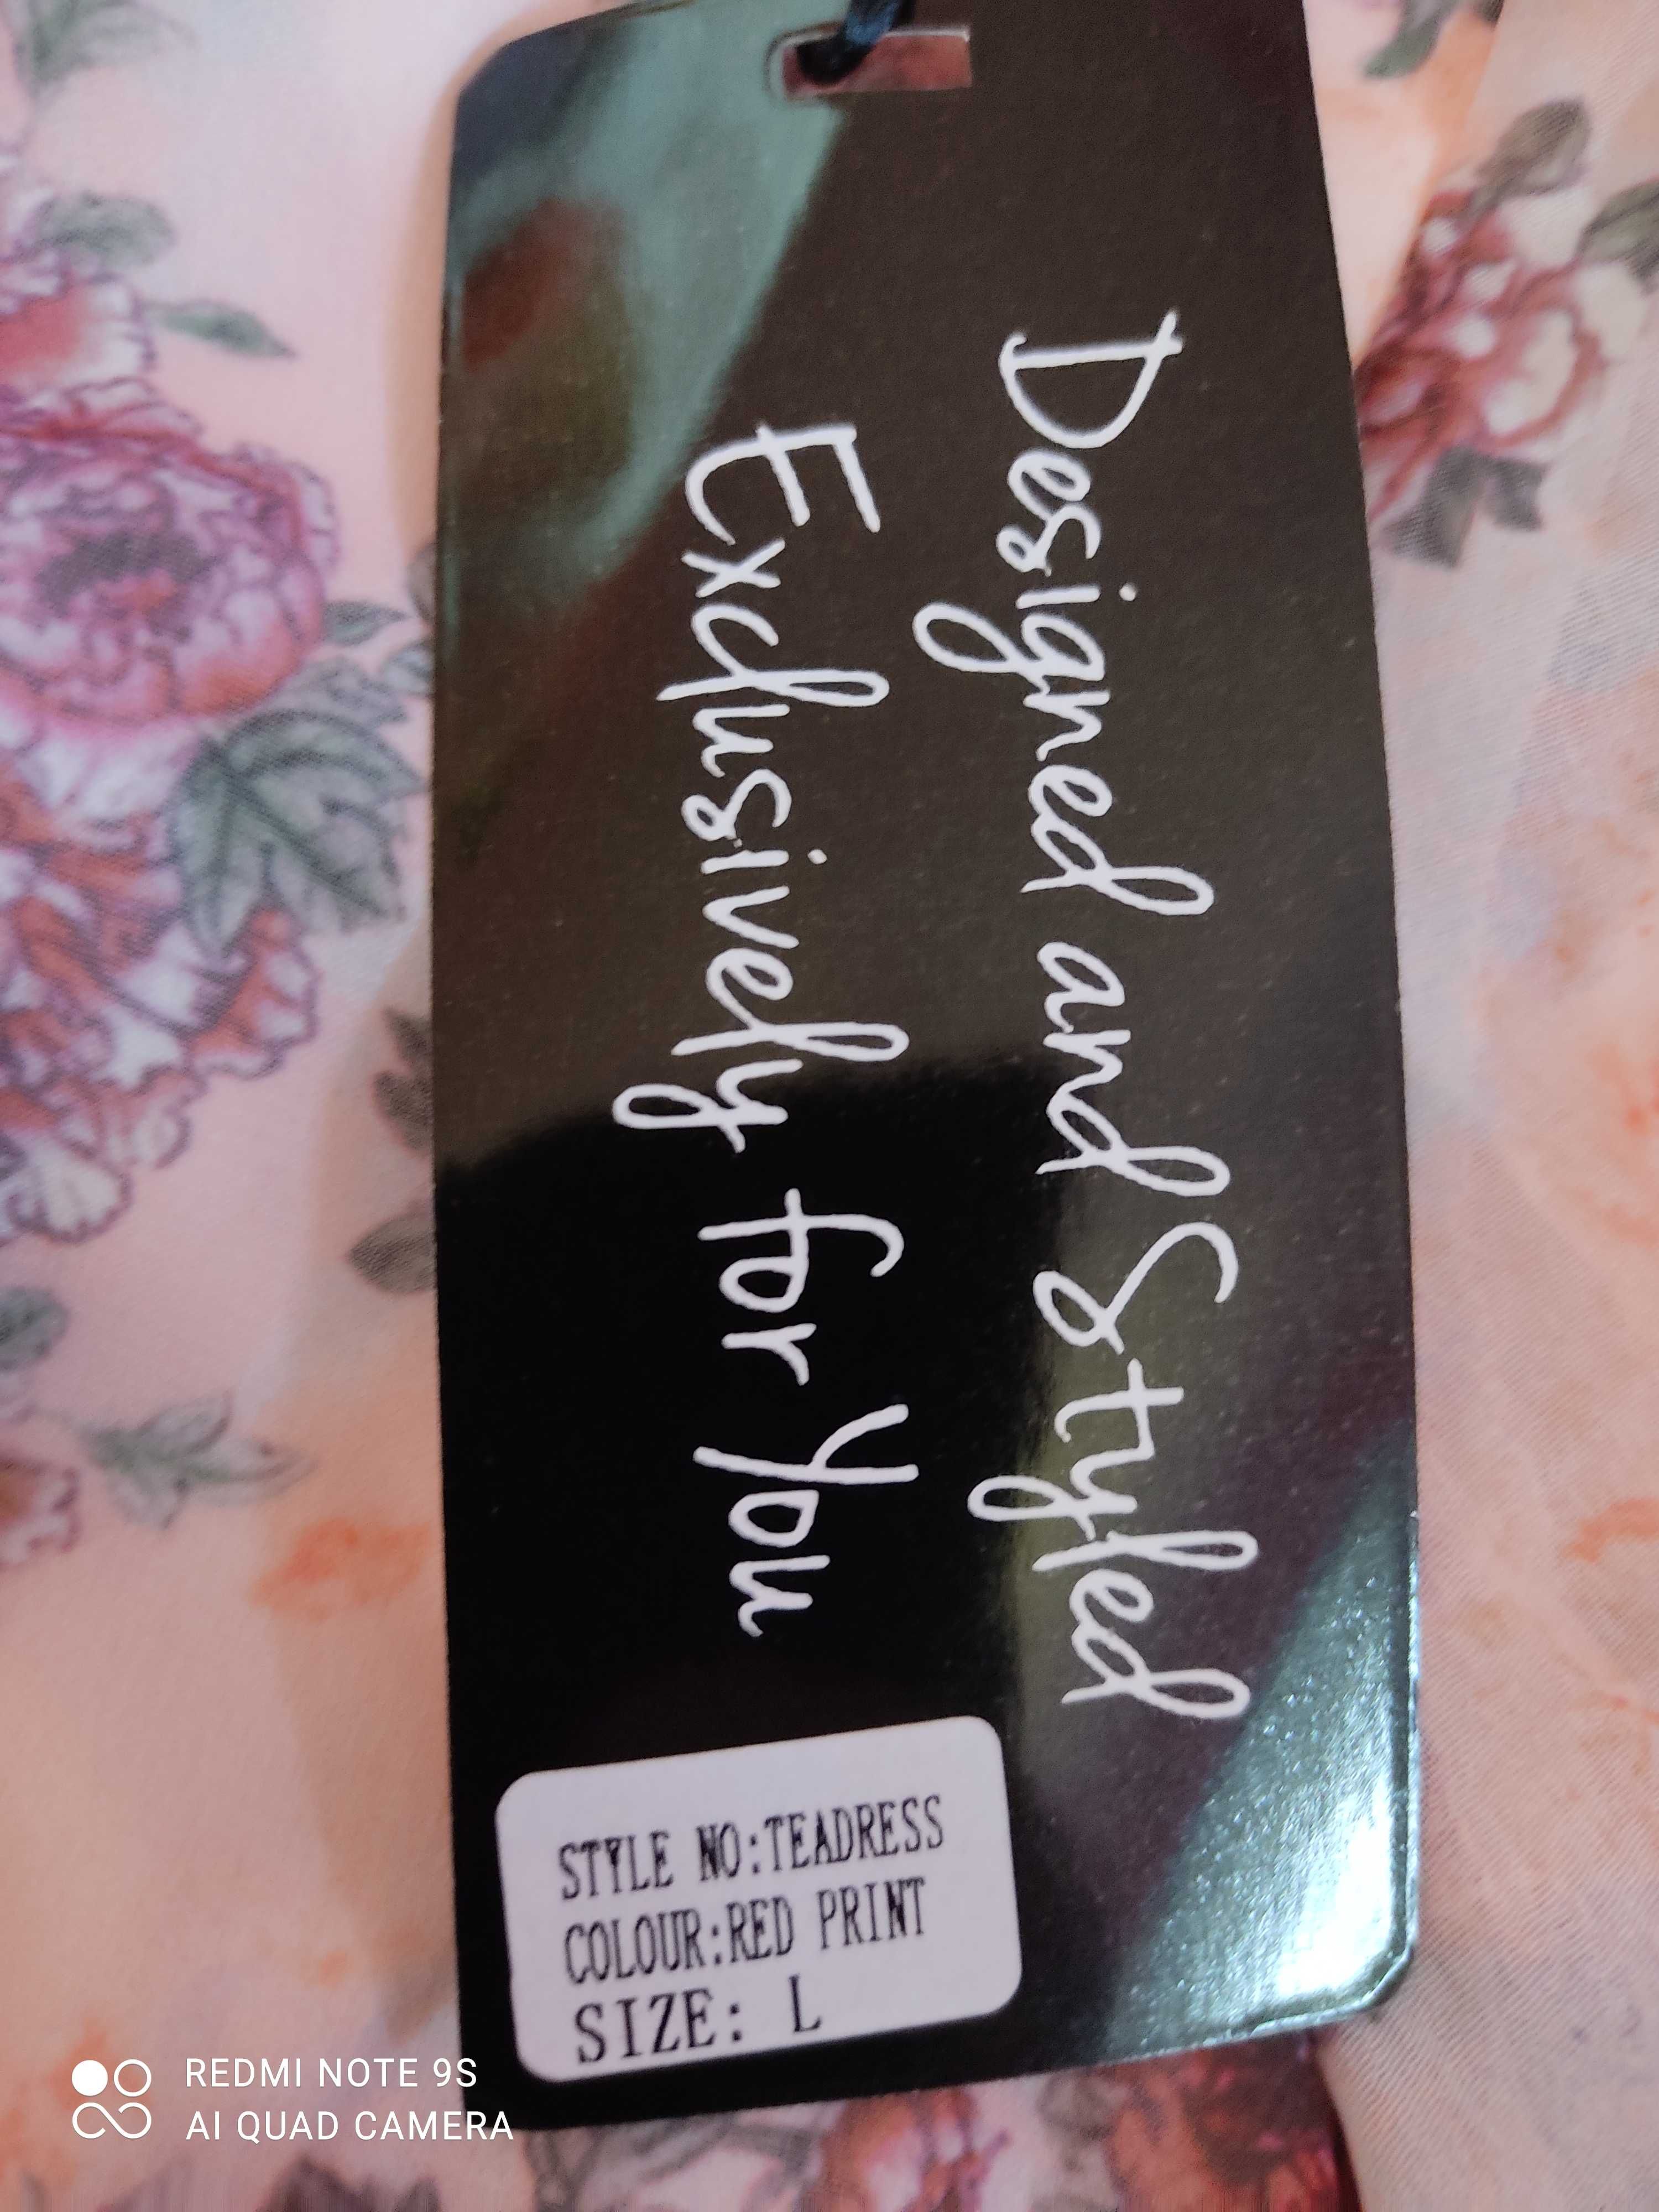 Designed and Styled
Exclusively for You
STYLE NO:TEADRESS
COLOUR:RED PRINT
SIZE: L
REDMI NOTE 9S
AI QUAD CAMERA